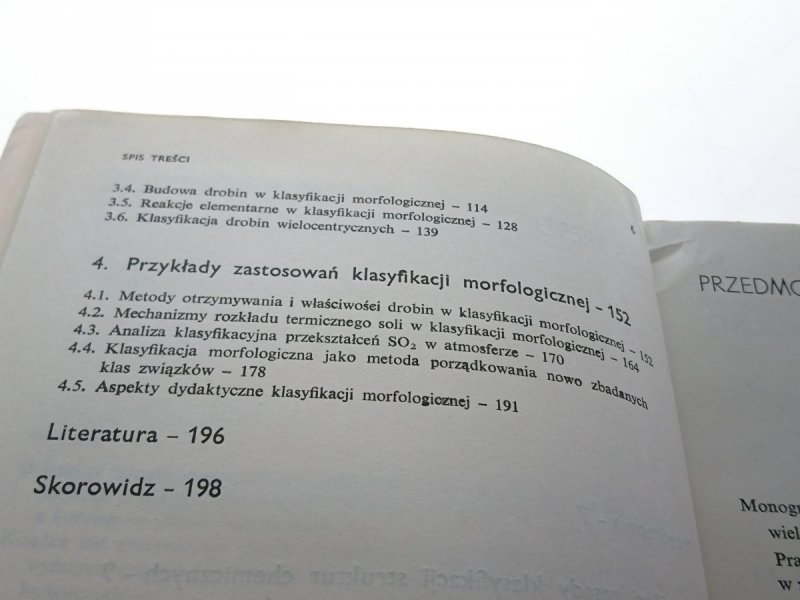 SPIS TREŚCI
6
3.4. Budowa drobin w klasyfikacji morfologicznej – 114
3.5. Reakcje elementarne w klasyfikacji morfologicznej – 128
3.6. Klasyfikacja drobin wielocentrycznych – 139
4. Przykłady zastosowań klasyfikacji morfologicznej – 152
4.1. Metody otrzymywania i właściwości drobin w klasyfikacji morfologicznej – 152
4.2. Mechanizmy rozkładu termicznego soli w klasyfikacji morfologicznej – 164
4.3. Analiza klasyfikacyjna przekształceń SO₂ w atmosferze – 170
4.4. Klasyfikacja morfologiczna jako metoda porządkowania nowo zbadanych
klas związków – 178
4.5. Aspekty dydaktyczne klasyfikacji morfologicznej – 191
Literatura – 196
Skorowidz – 198
PRZEDMO
Monogr
wiel
Pra
w